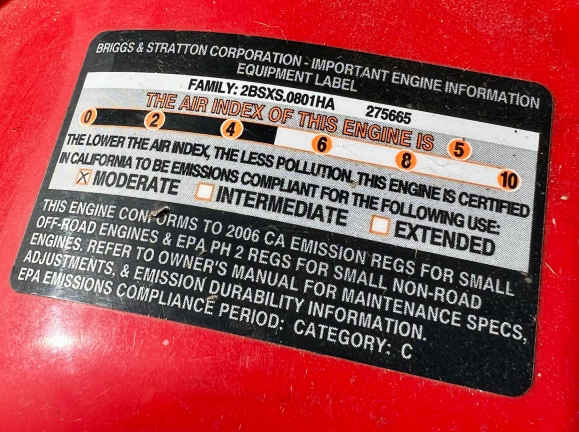 BRIGGS & STRATTON CORPORATION - IMPORTANT ENGINE INFORMATION
EQUIPMENT LABEL
FAMILY: 2BSXS.0801HA 275665
THE AIR INDEX OF THIS ENGINE IS 5
0 2 4 6 8 10
THE LOWER THE AIR INDEX, THE LESS POLLUTION. THIS ENGINE IS CERTIFIED
IN CALIFORNIA TO BE EMISSIONS COMPLIANT FOR THE FOLLOWING USE:
☒ MODERATE ☐ INTERMEDIATE ☐ EXTENDED
THIS ENGINE CONFORMS TO 2006 CA EMISSION REGS FOR SMALL
OFF-ROAD ENGINES & EPA PH 2 REGS FOR SMALL NON-ROAD
ENGINES. REFER TO OWNER'S MANUAL FOR MAINTENANCE SPECS,
ADJUSTMENTS, & EMISSION DURABILITY INFORMATION.
EPA EMISSIONS COMPLIANCE PERIOD: CATEGORY: C